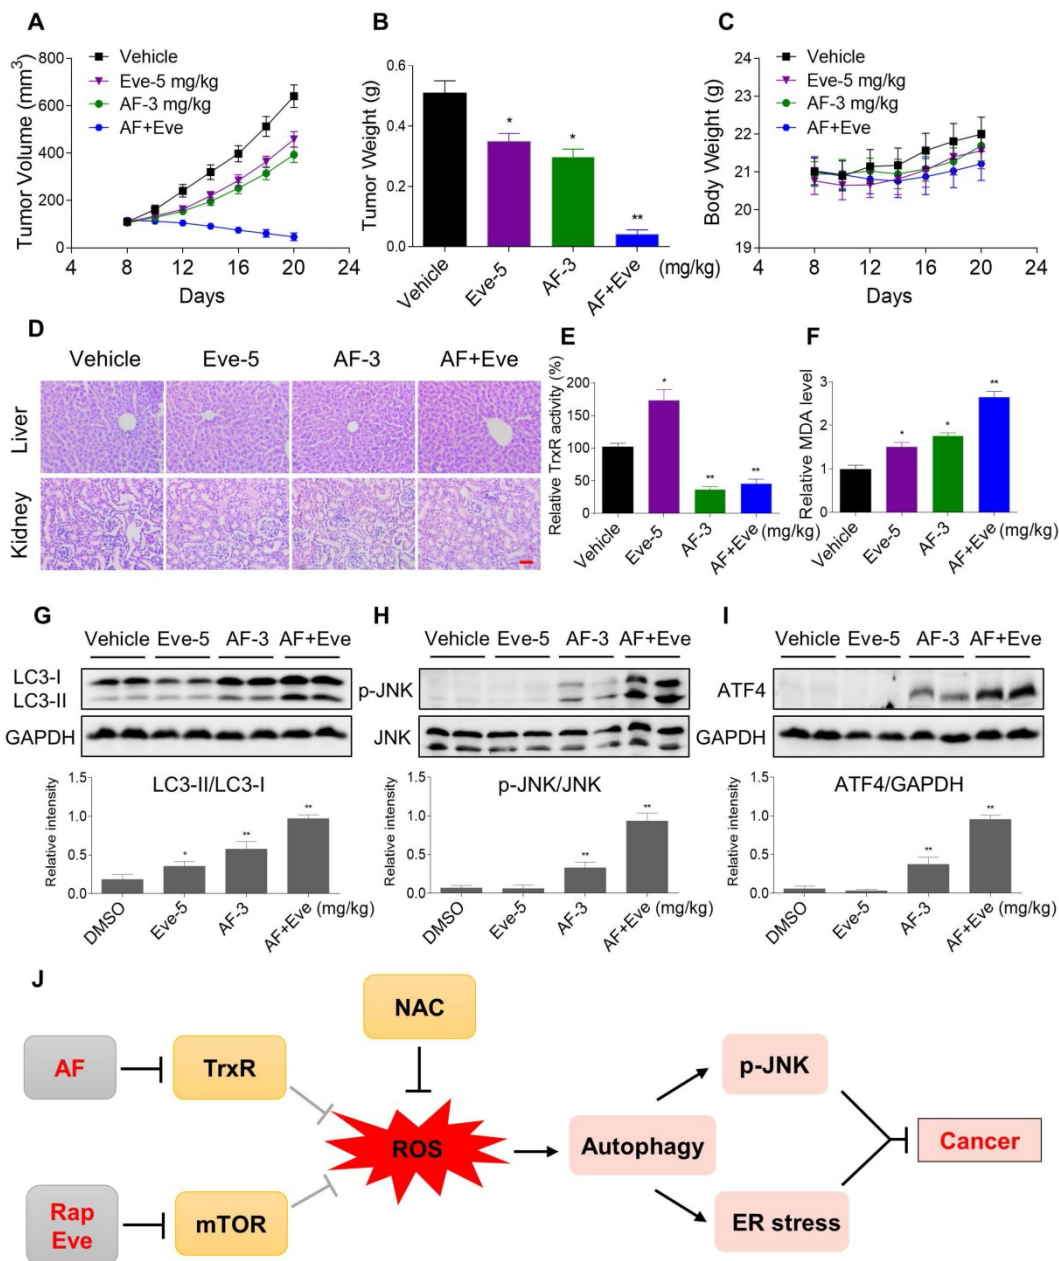 A
Tumor Volume (mm³)
800
600
400
200
0
4 8 12 16 20 24
Days
Vehicle
Eve-5 mg/kg
AF-3 mg/kg
AF+Eve
B
Tumor Weight (g)
0.6
0.4
0.2
0.0
*
*
**
Vehicle
Eve-5
AF-3
AF+Eve
(mg/kg)
C
Body Weight (g)
24
23
22
21
20
19
4 8 12 16 20 24
Days
Vehicle
Eve-5 mg/kg
AF-3 mg/kg
AF+Eve
D
Vehicle Eve-5 AF-3 AF+Eve
Liver
Kidney
E
Relative TrxR activity (%)
200
150
100
50
0
*
**
**
Vehicle
Eve-5
AF-3
AF+Eve
(mg/kg)
F
Relative MDA level
3
2
1
0
*
*
**
Vehicle
Eve-5
AF-3
AF+Eve
(mg/kg)
G
Vehicle Eve-5 AF-3 AF+Eve
LC3-I
LC3-II
GAPDH
LC3-II/LC3-I
Relative intensity
1.5
1.0
0.5
0.0
*
**
**
DMSO
Eve-5
AF-3
AF+Eve
(mg/kg)
H
Vehicle Eve-5 AF-3 AF+Eve
p-JNK
JNK
p-JNK/JNK
Relative intensity
1.5
1.0
0.5
0.0
**
**
DMSO
Eve-5
AF-3
AF+Eve
(mg/kg)
I
Vehicle Eve-5 AF-3 AF+Eve
ATF4
GAPDH
ATF4/GAPDH
Relative intensity
1.5
1.0
0.5
0.0
**
**
DMSO
Eve-5
AF-3
AF+Eve
(mg/kg)
J
NAC
AF
TrxR
p-JNK
ROS
Autophagy
Cancer
Rap
Eve
mTOR
ER stress